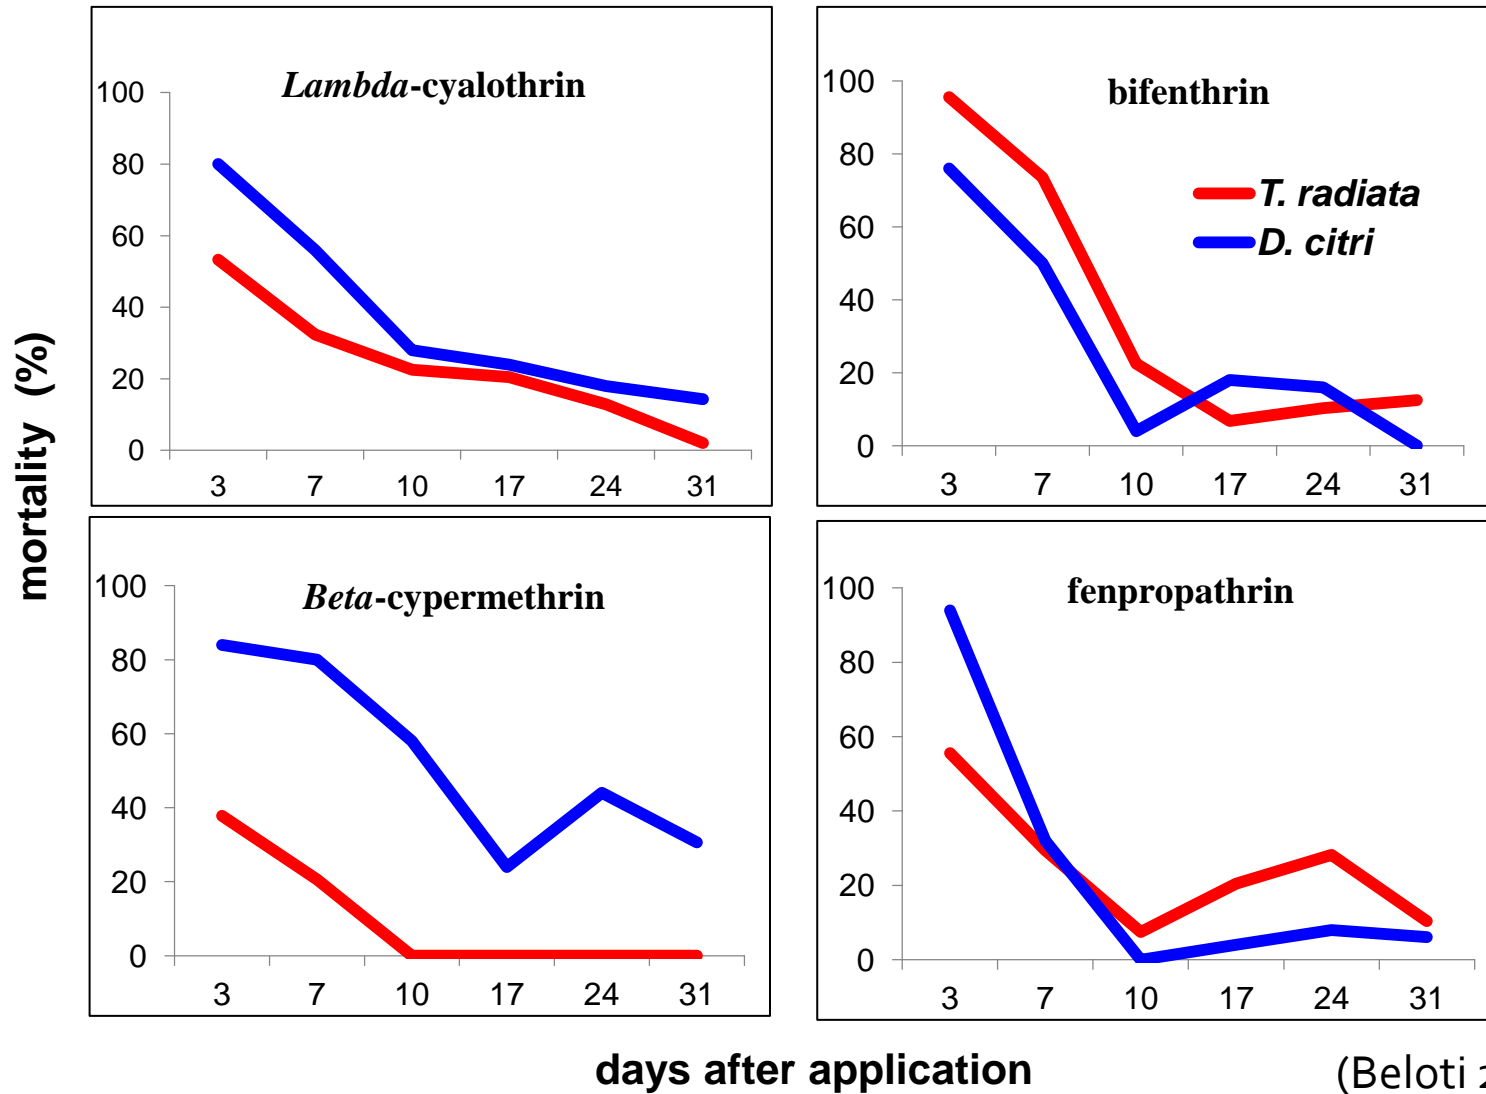 Lambda-cyalothrin
100
80
60
40
20
0
3 7 10 17 24 31
bifenthrin
100
80
60
40
20
0
3 7 10 17 24 31
T. radiata
D. citri
mortality (%)
Beta-cypermethrin
100
80
60
40
20
0
3 7 10 17 24 31
fenpropathrin
100
80
60
40
20
0
3 7 10 17 24 31
days after application
(Beloti